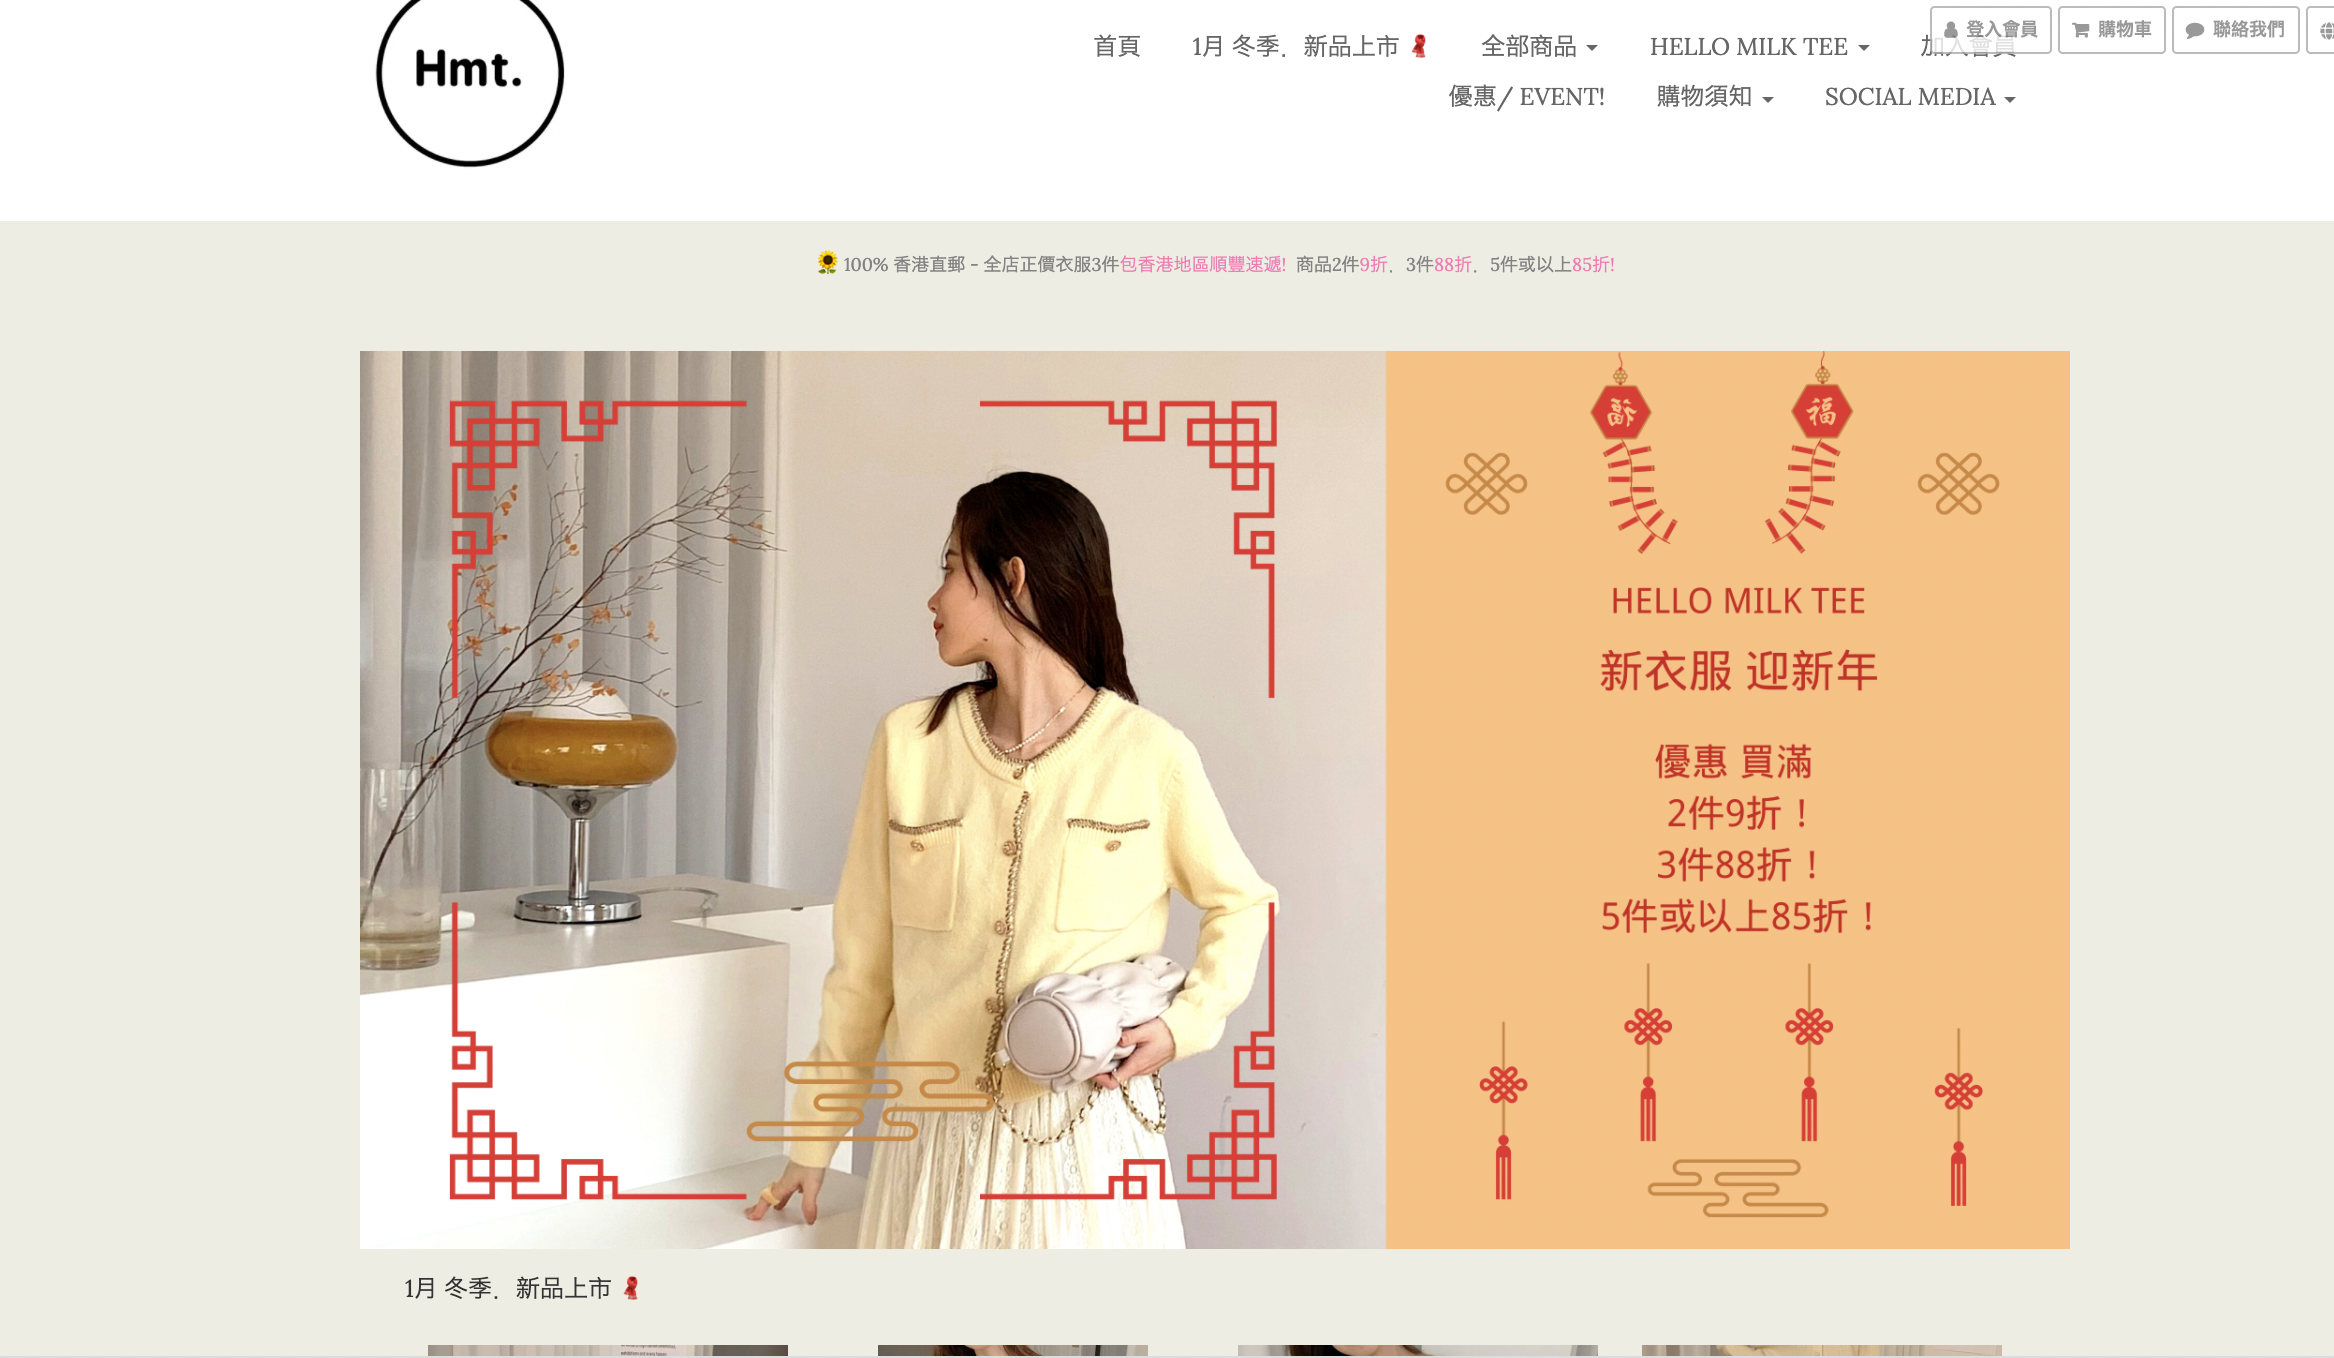 Hmt.
首頁 1月 冬季．新品上市 全部商品 HELLO MILK TEE 加入會員
登入會員 購物車 聯絡我們
優惠/ EVENT! 購物須知 SOCIAL MEDIA
100% 香港直郵 - 全店正價衣服3件包香港地區順豐速遞! 商品2件9折．3件88折．5件或以上85折!
福 福
HELLO MILK TEE
新衣服 迎新年
優惠 買滿
2件9折！
3件88折！
5件或以上85折！
1月 冬季．新品上市